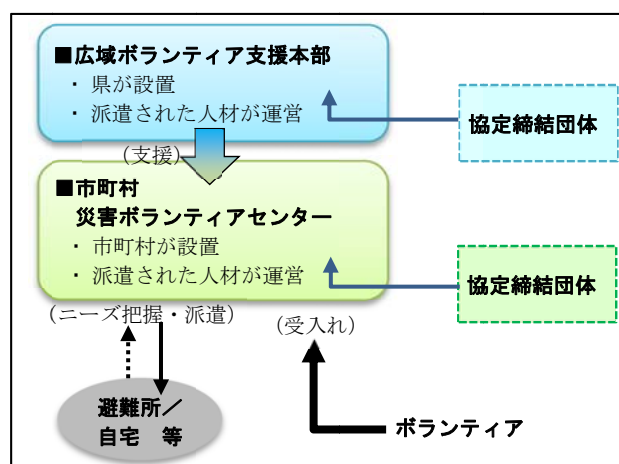 ■広域ボランティア支援本部
・ 県が設置
・ 派遣された人材が運営
協定締結団体
(支援)
■市町村
災害ボランティアセンター
・ 市町村が設置
・ 派遣された人材が運営
協定締結団体
(ニーズ把握・派遣)
(受入れ)
避難所／
自宅 等
ボランティア